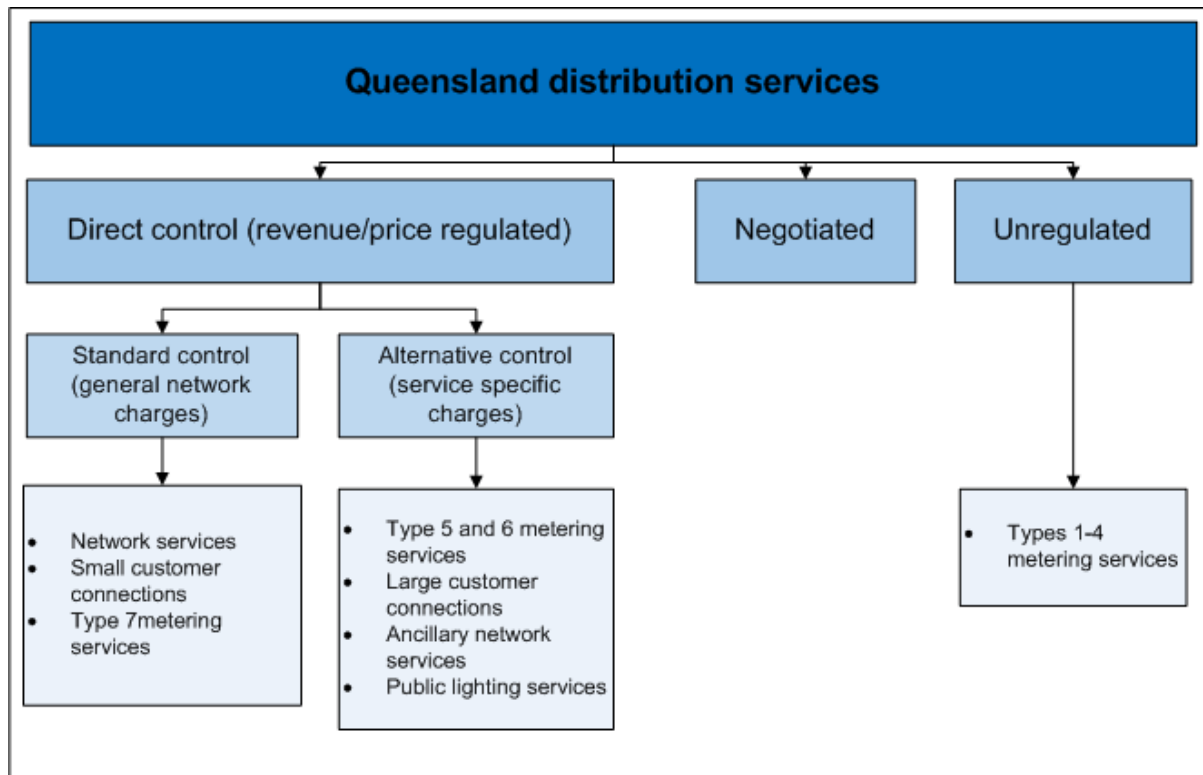 Queensland distribution services
Direct control (revenue/price regulated)
Negotiated
Unregulated
Standard control
(general network
charges)
Alternative control
(service specific
charges)
• Network services
• Small customer
connections
• Type 7metering
services
• Type 5 and 6 metering
services
• Large customer
connections
• Ancillary network
services
• Public lighting services
• Types 1-4
metering services